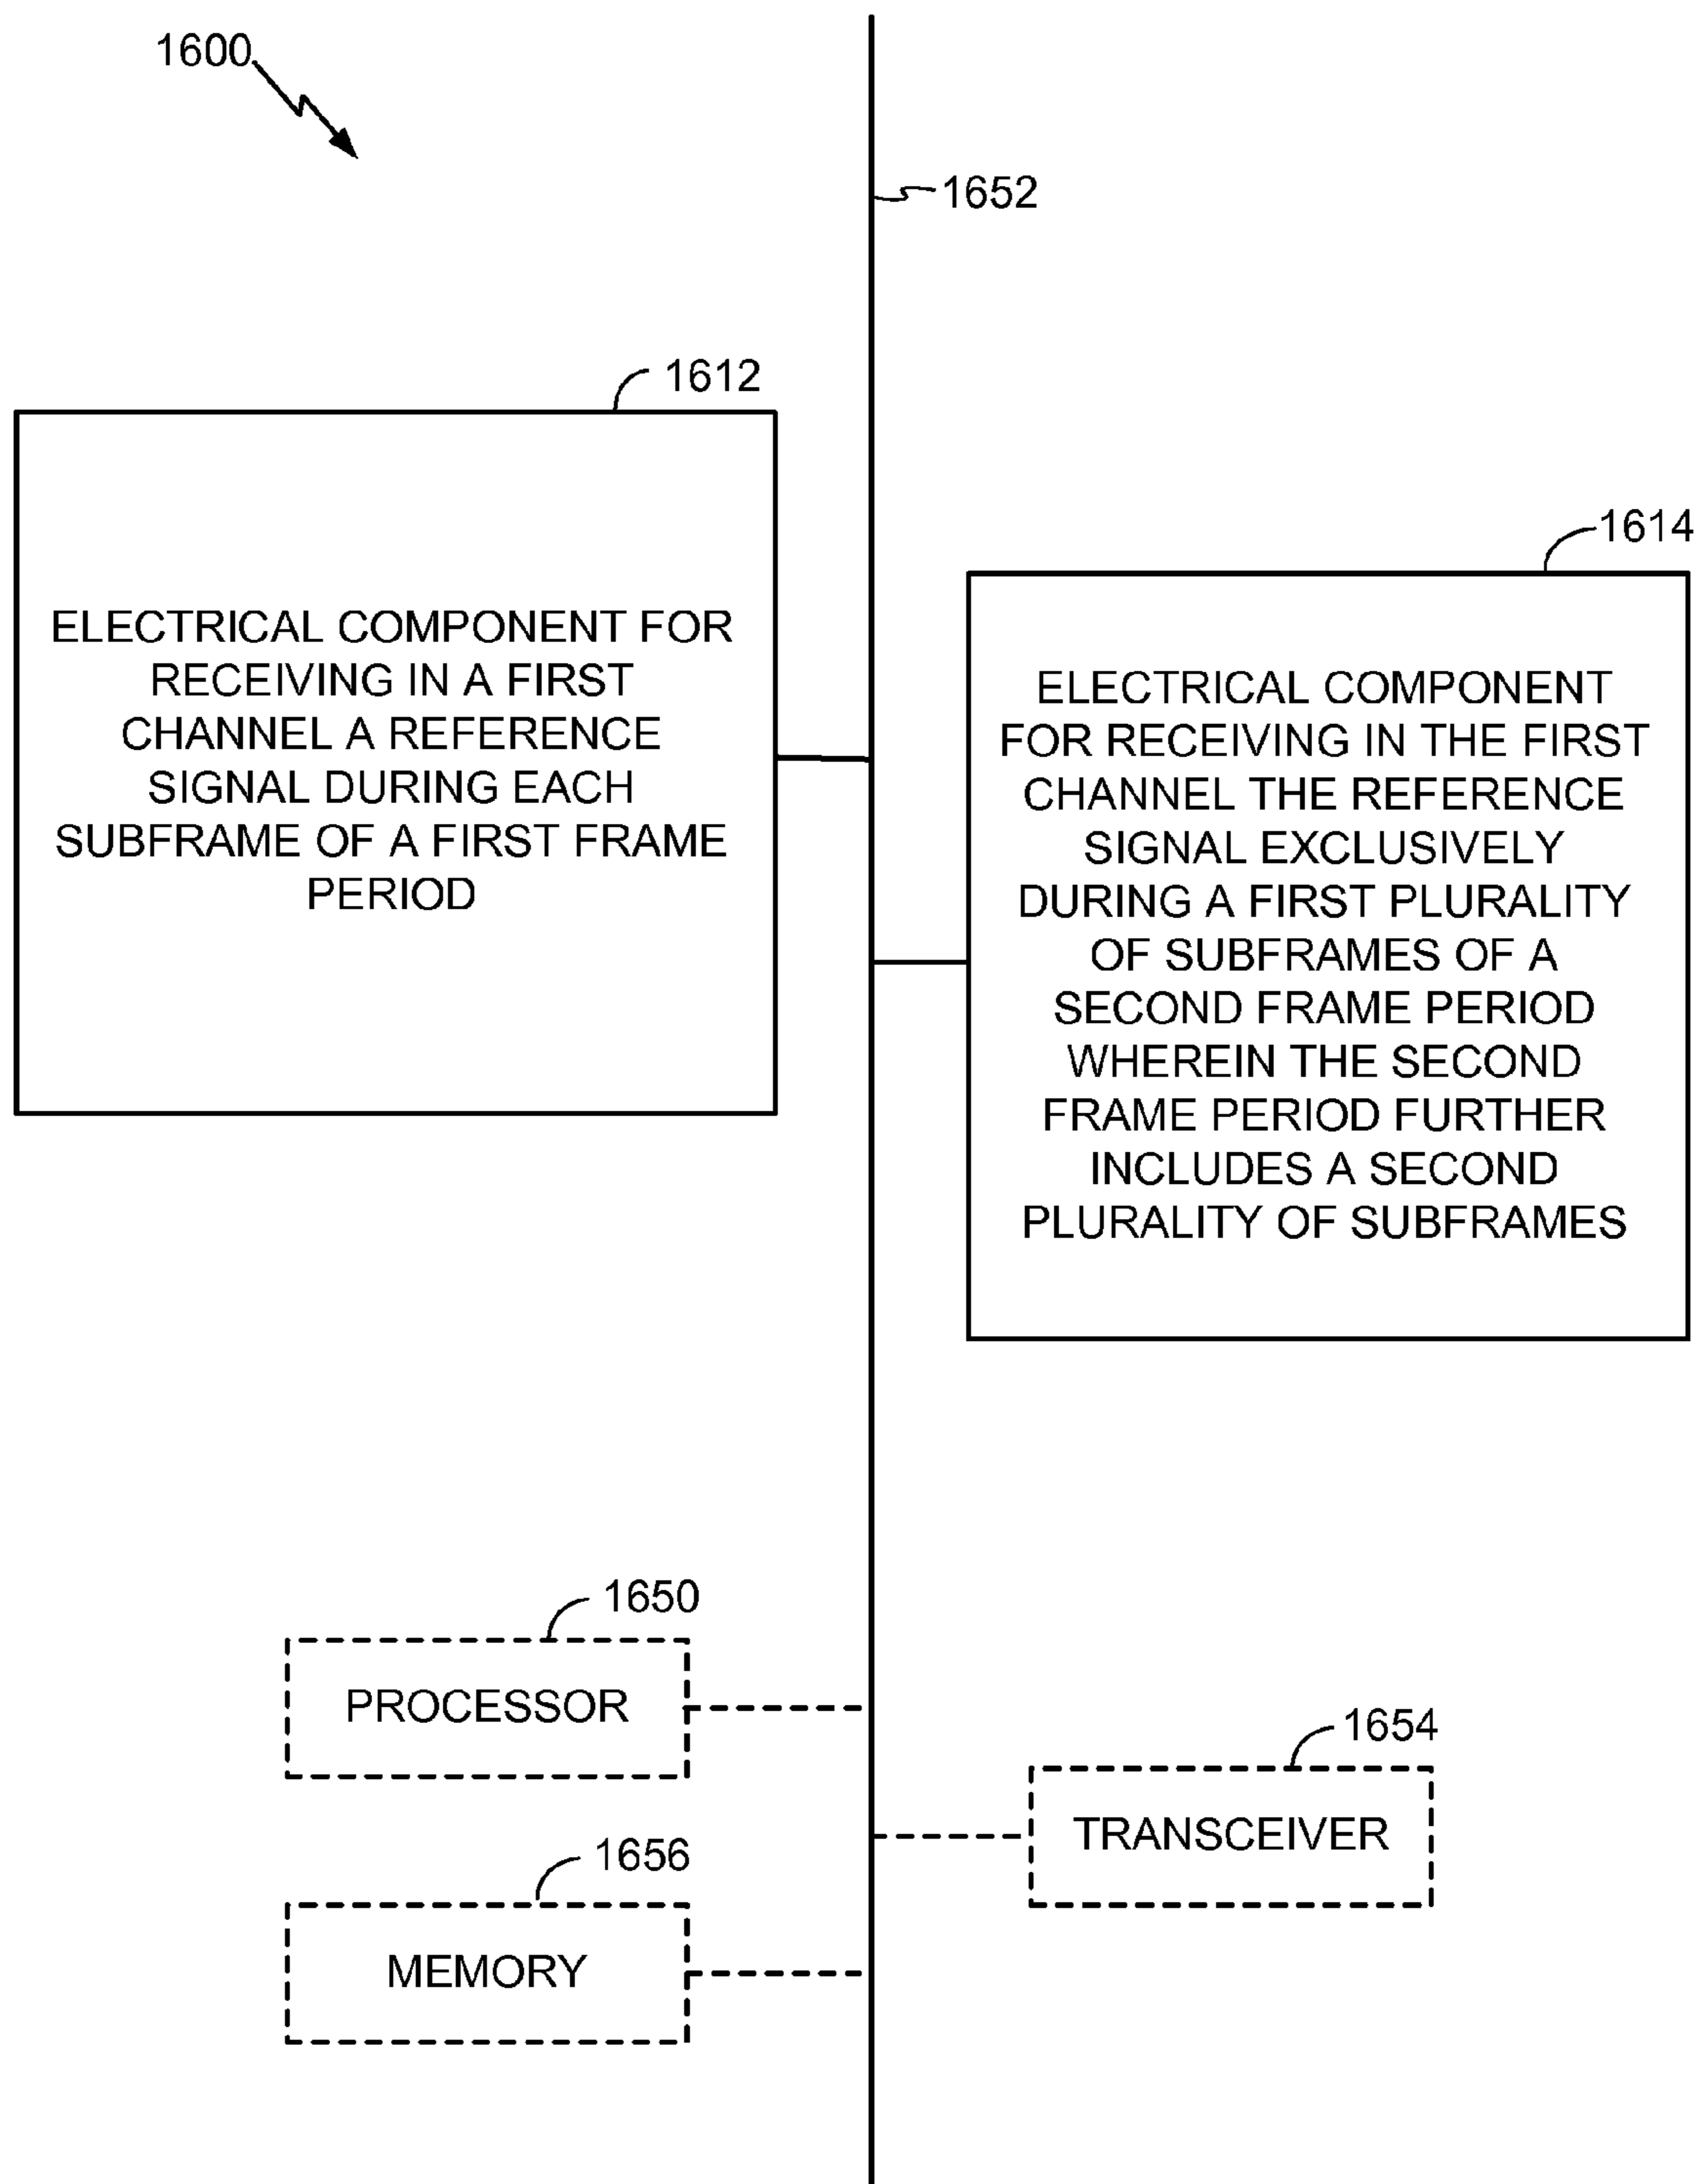 1600
1652
1612
ELECTRICAL COMPONENT FOR
RECEIVING IN A FIRST
CHANNEL A REFERENCE
SIGNAL DURING EACH
SUBFRAME OF A FIRST FRAME
PERIOD
1614
ELECTRICAL COMPONENT
FOR RECEIVING IN THE FIRST
CHANNEL THE REFERENCE
SIGNAL EXCLUSIVELY
DURING A FIRST PLURALITY
OF SUBFRAMES OF A
SECOND FRAME PERIOD
WHEREIN THE SECOND
FRAME PERIOD FURTHER
INCLUDES A SECOND
PLURALITY OF SUBFRAMES
1650
PROCESSOR
1654
TRANSCEIVER
1656
MEMORY